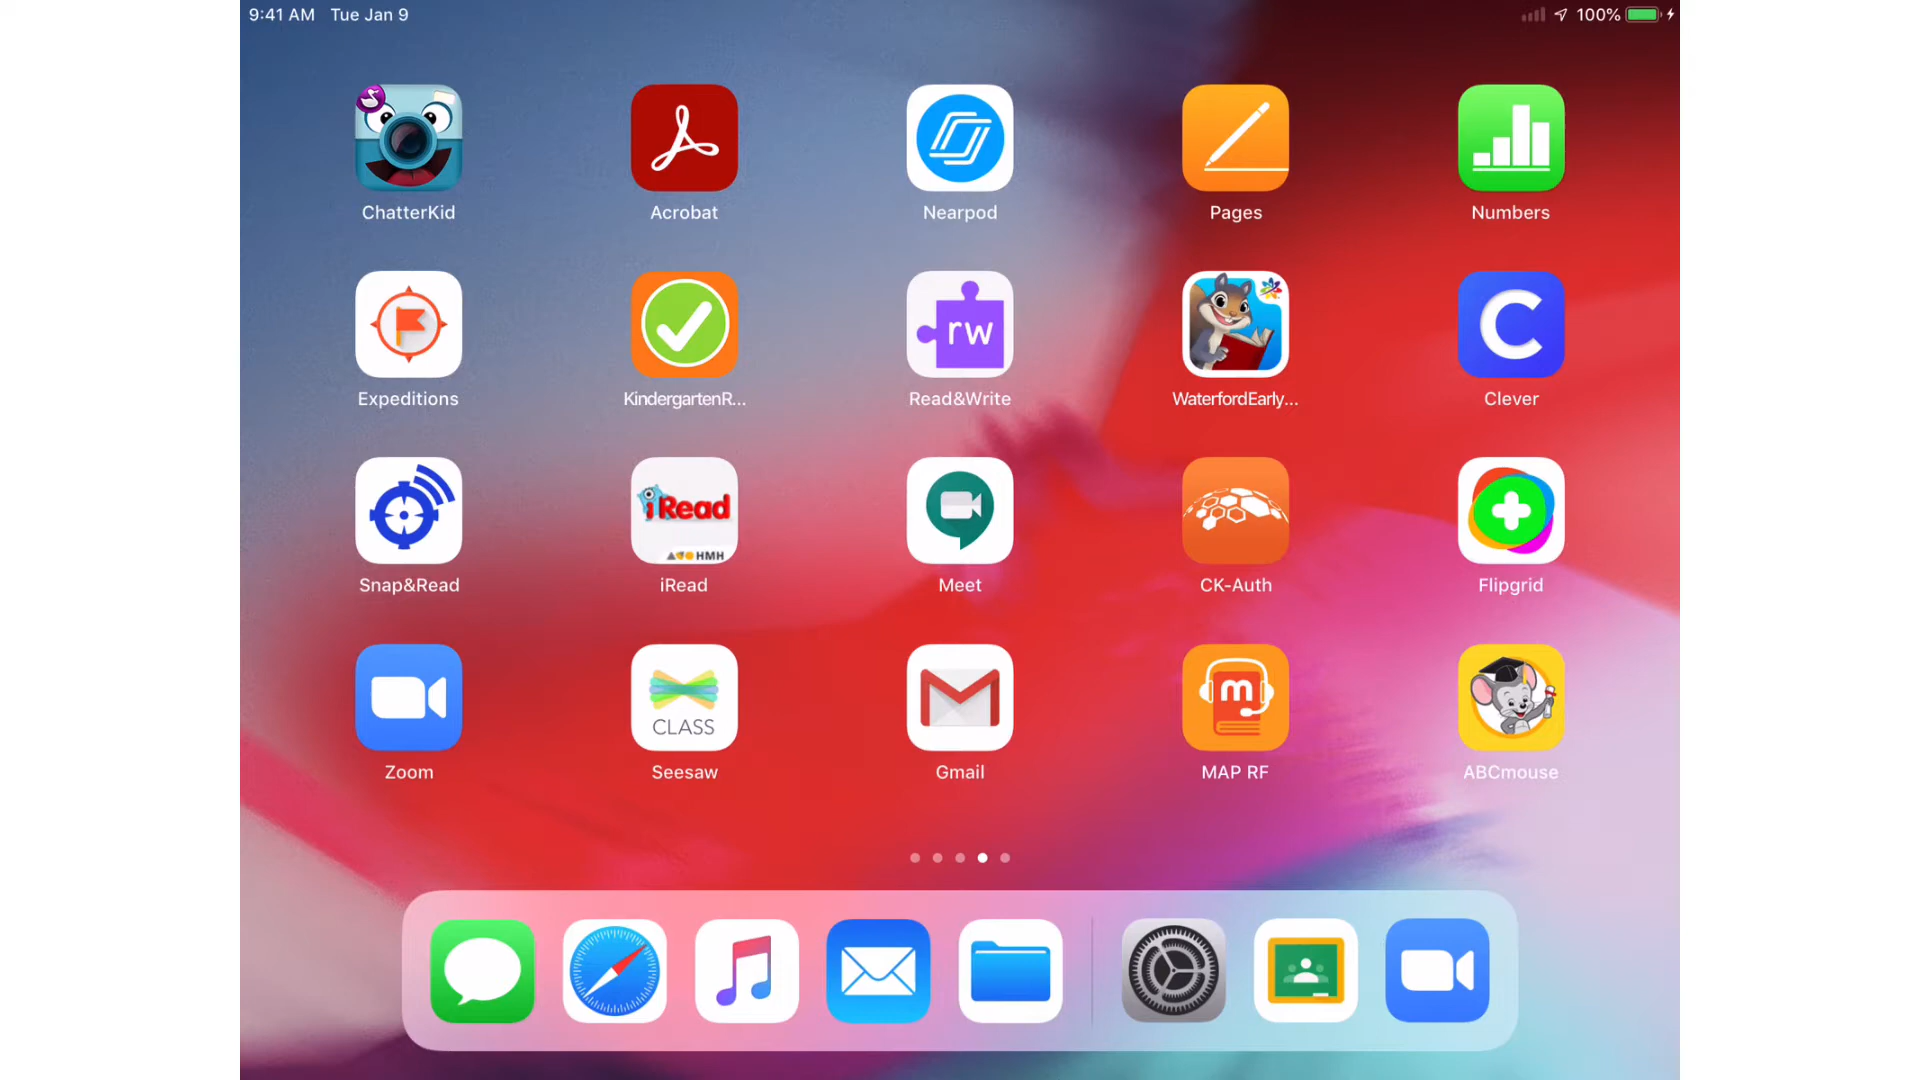 9:41 AM Tue Jan 9 100%
ChatterKid Acrobat Nearpod Pages Numbers
rw C
Expeditions KindergartenR... Read&Write WaterfordEarly... Clever
iRead
HMH
Snap&Read iRead Meet CK-Auth Flipgrid
m
CLASS
Zoom Seesaw Gmail MAP RF ABCmouse